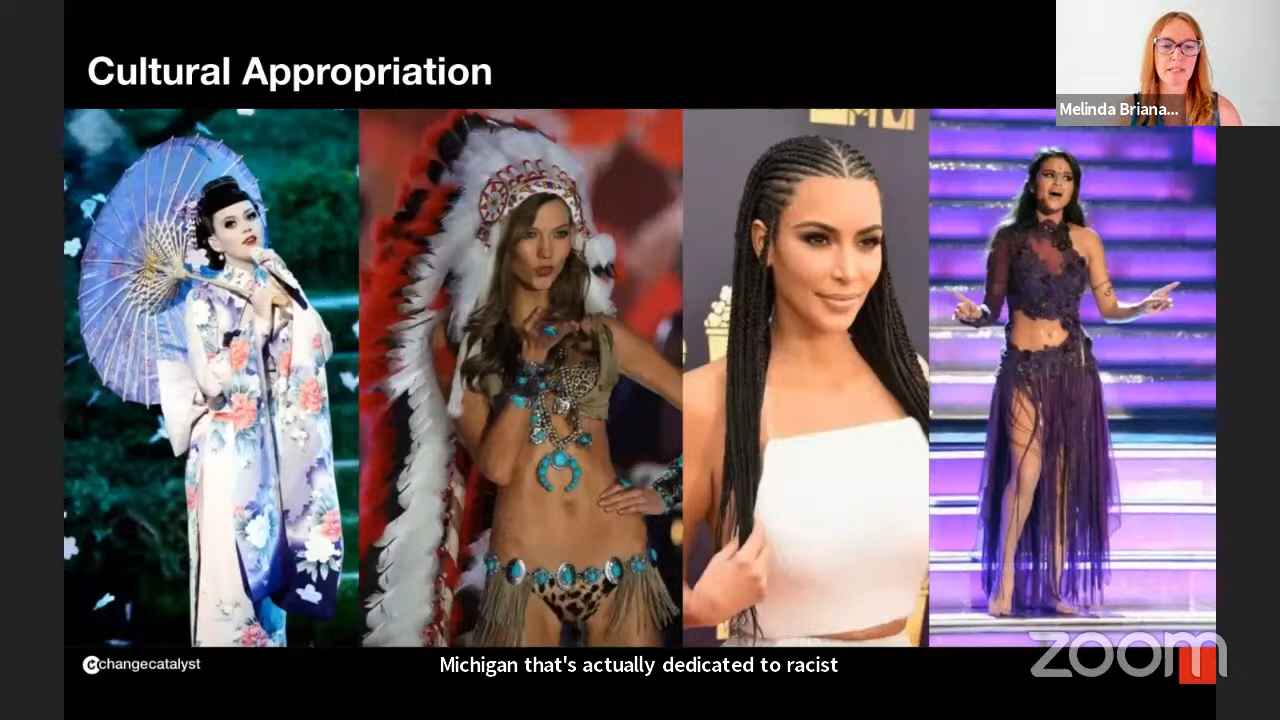 Cultural Appropriation
Melinda Briana...
changecatalyst
Michigan that's actually dedicated to racist
zoom